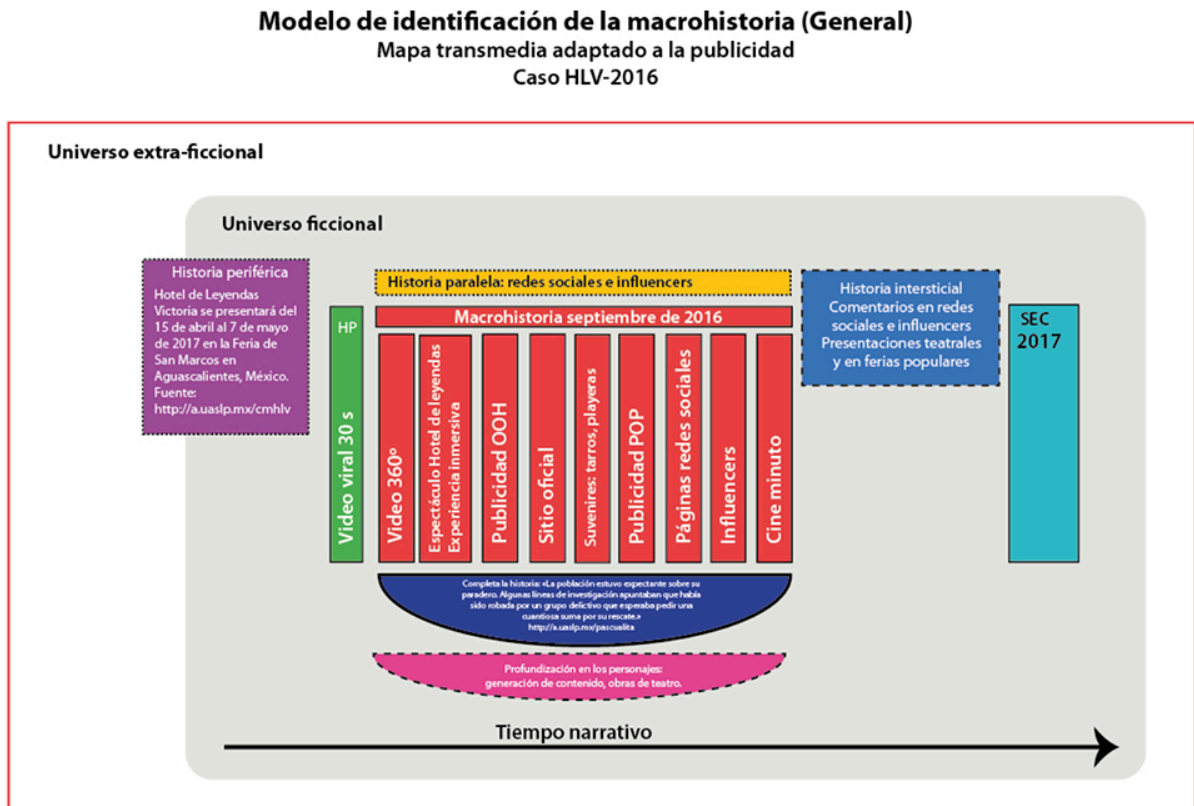 Modelo de identificación de la macrohistoria (General)
Mapa transmedia adaptado a la publicidad
Caso HLV-2016
Universo extra-ficcional
Universo ficcional
Historia periférica
Hotel de Leyendas
Victoria se presentará del
15 de abril al 7 de mayo
de 2017 en la Feria de
San Marcos en
Aguascalientes, México.
Fuente:
http://a.uaslp.mx/cmhlv
Historia paralela: redes sociales e influencers
HP
Video viral 30 s
Macrohistoria septiembre de 2016
Video 360º
Espectáculo Hotel de leyendas
Experiencia inmersiva
Publicidad OOH
Sitio oficial
Suvenires: tarros, playeras
Publicidad POP
Páginas redes sociales
Influencers
Cine minuto
Historia intersticial
Comentarios en redes
sociales e influencers
Presentaciones teatrales
y en ferias populares
SEC
2017
Completa la historia: «La población estuvo expectante sobre su
paradero. Algunas líneas de investigación apuntaban que había
sido robada por un grupo delictivo que esperaba pedir una
cuantiosa suma por su rescate.»
http://a.uaslp.mx/pascualita
Profundización en los personajes:
generación de contenido, obras de teatro.
Tiempo narrativo